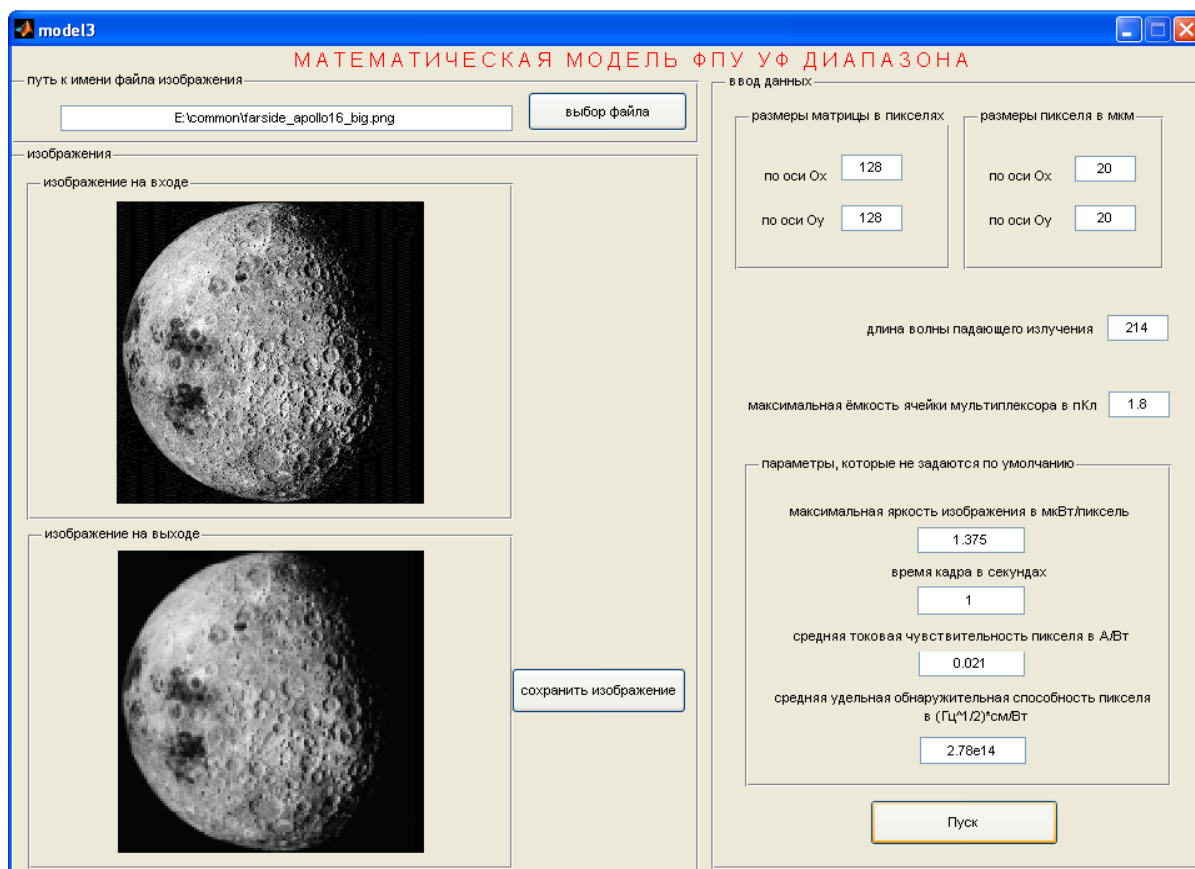 model3
МАТЕМАТИЧЕСКАЯ МОДЕЛЬ ФПУ УФ ДИАПАЗОНА
путь к имени файла изображения
E:\common\farside_apollo16_big.png
выбор файла
изображения
изображение на входе
изображение на выходе
сохранить изображение
ввод данных
размеры матрицы в пикселях
по оси Ox
128
по оси Oy
128
размеры пикселя в мкм
по оси Ox
20
по оси Oy
20
длина волны падающего излучения
214
максимальная ёмкость ячейки мультиплексора в пКл
1.8
параметры, которые не задаются по умолчанию
максимальная яркость изображения в мкВт/пиксель
1.375
время кадра в секундах
1
средняя токовая чувствительность пикселя в А/Вт
0.021
средняя удельная обнаружительная способность пикселя
в (Гц^1/2)*см/Вт
2.78e14
Пуск